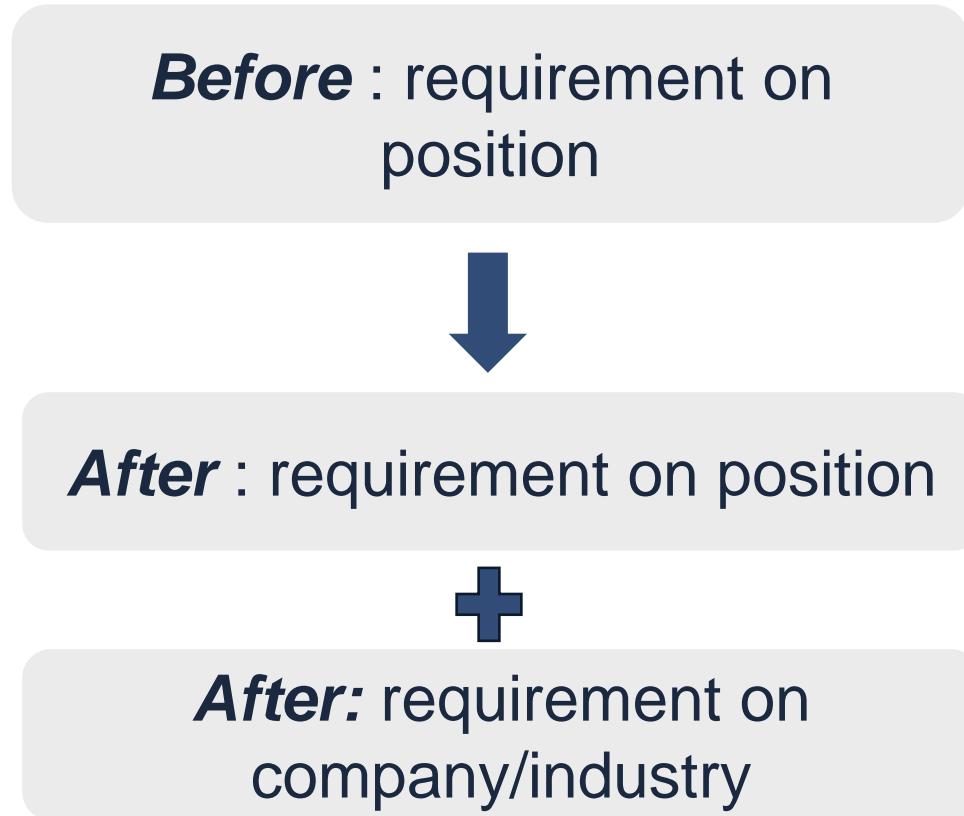 Before : requirement on
position
After : requirement on position
After: requirement on
company/industry